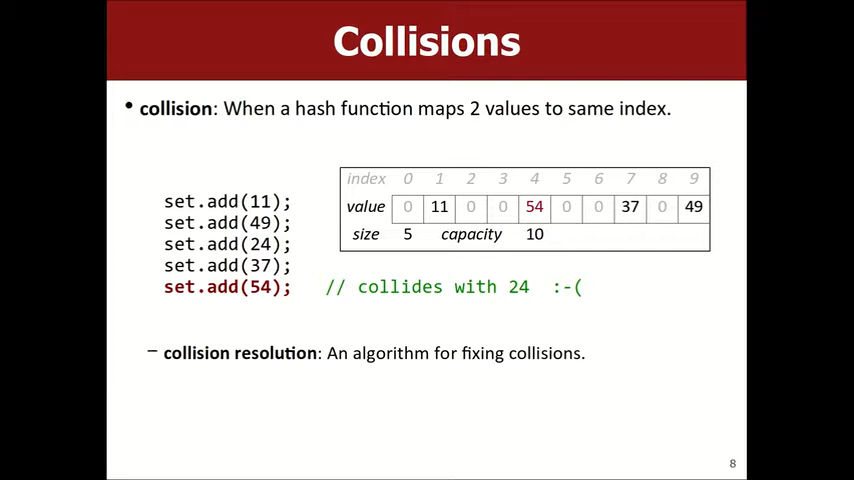 Collisions
• collision: When a hash function maps 2 values to same index.
set.add(11);
set.add(49);
set.add(24);
set.add(37);
set.add(54); // collides with 24 :-(
index 0 1 2 3 4 5 6 7 8 9
value 0 11 0 0 54 0 0 37 0 49
size 5 capacity 10
– collision resolution: An algorithm for fixing collisions.
8